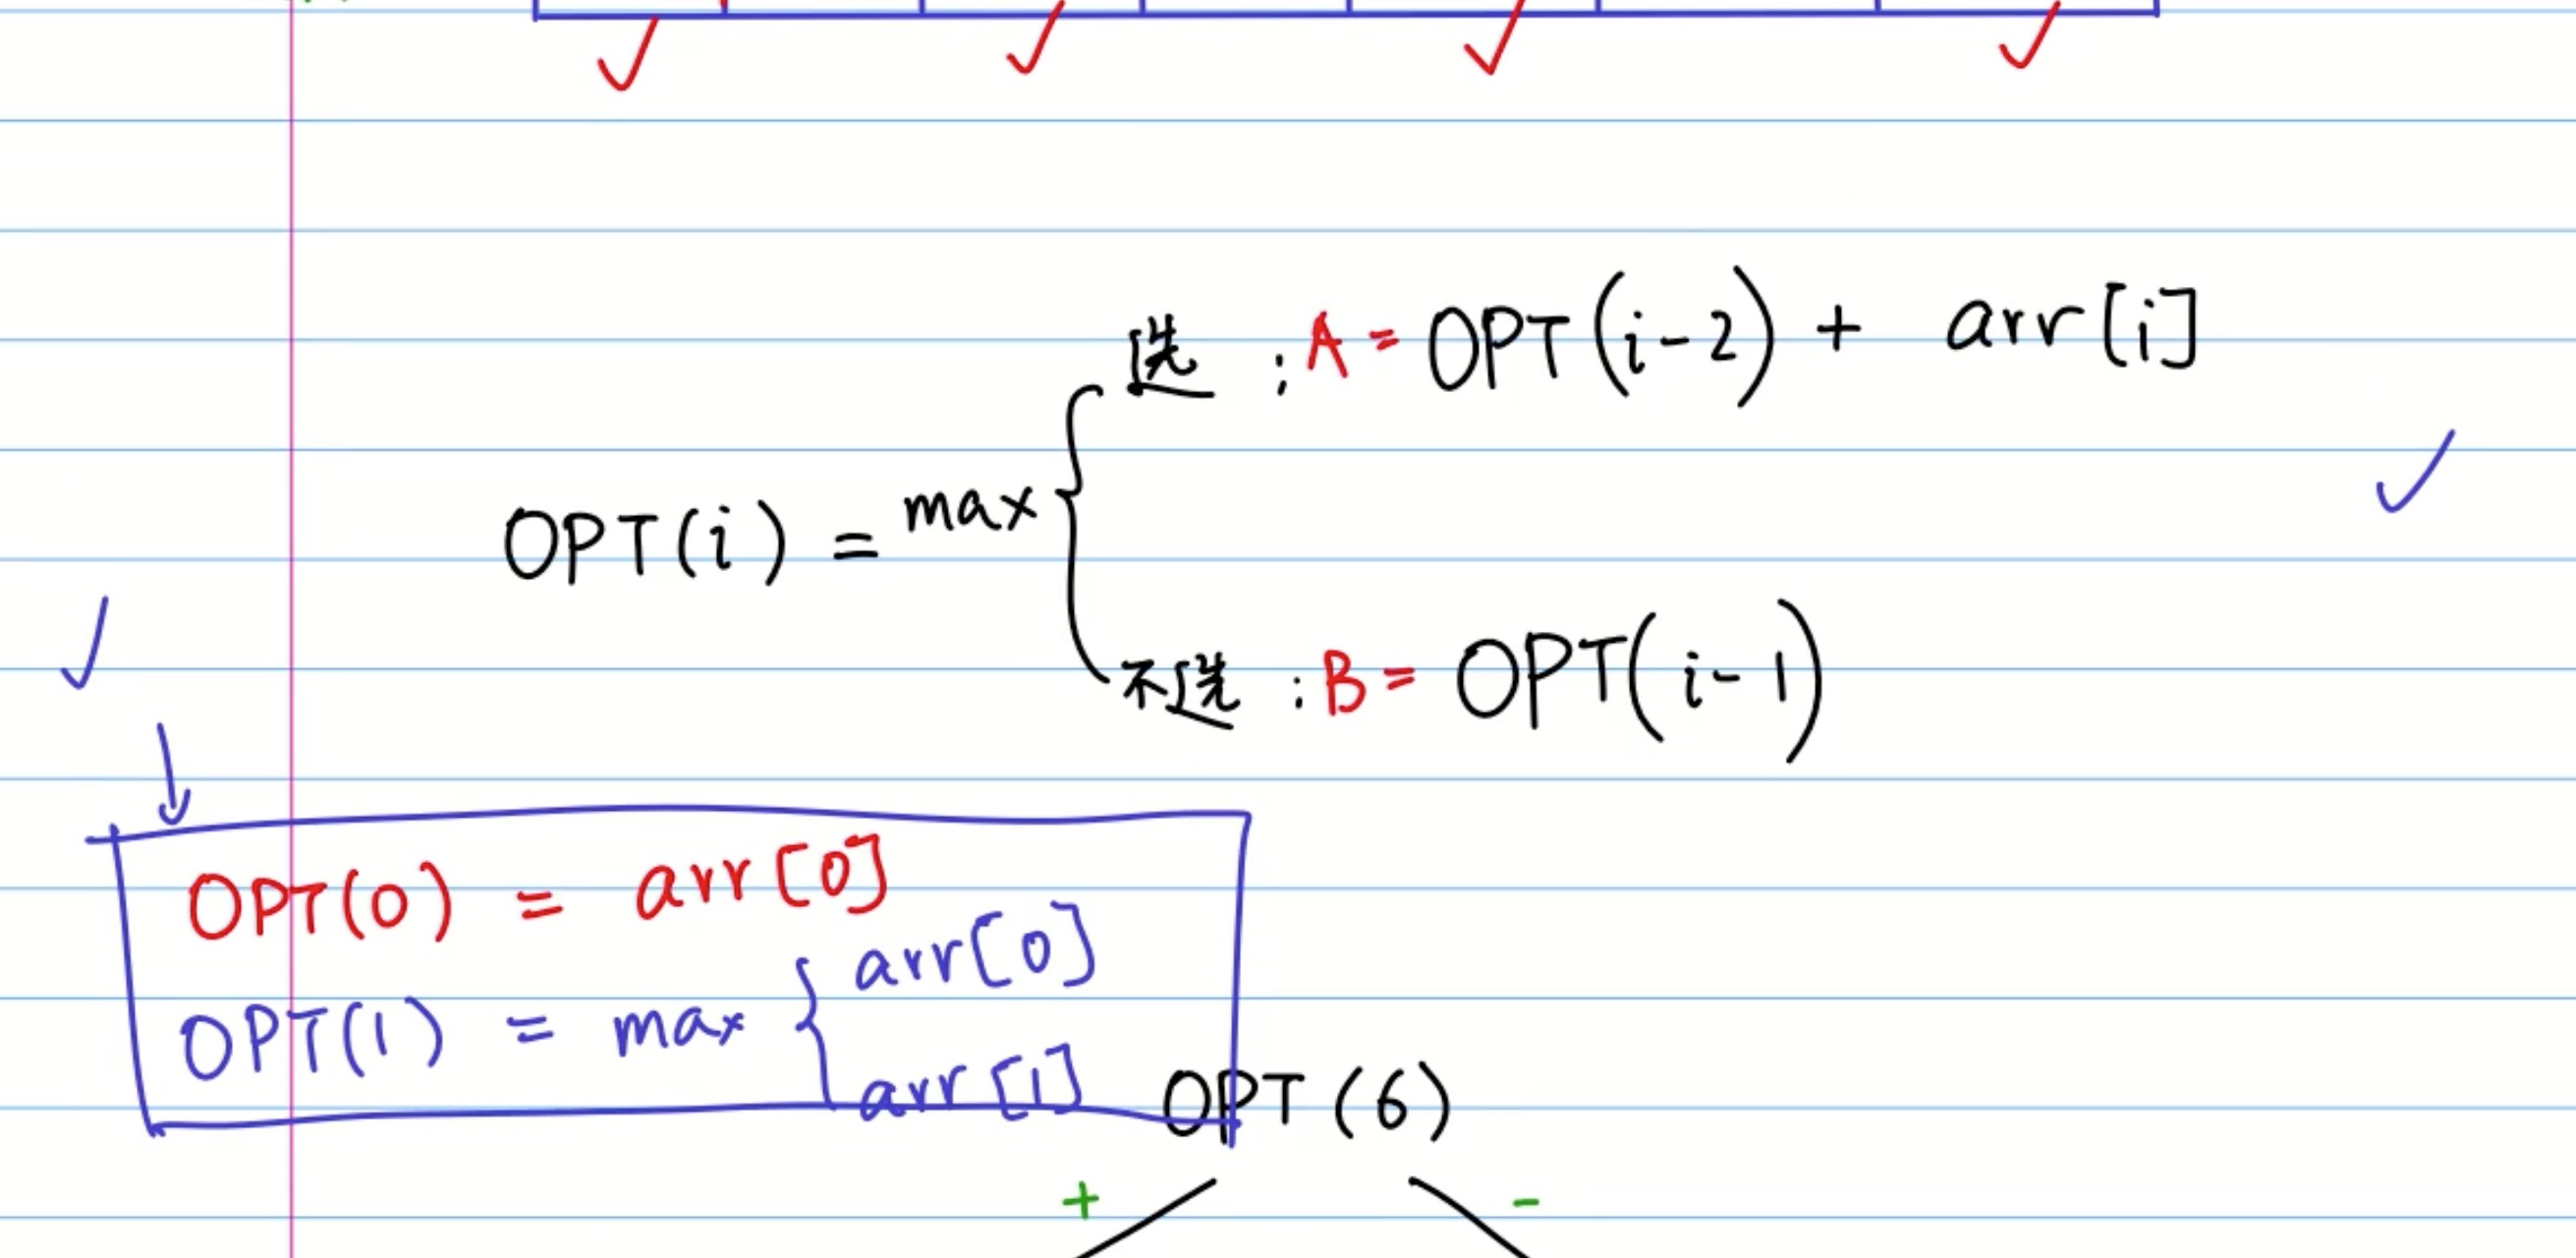 选 : A = OPT(i-2) + arr[i]
OPT(i) = max {
不选 : B = OPT(i-1)
OPT(0) = arr[0]
OPT(1) = max { arr[0]
arr[1]
OPT(6)
+ -